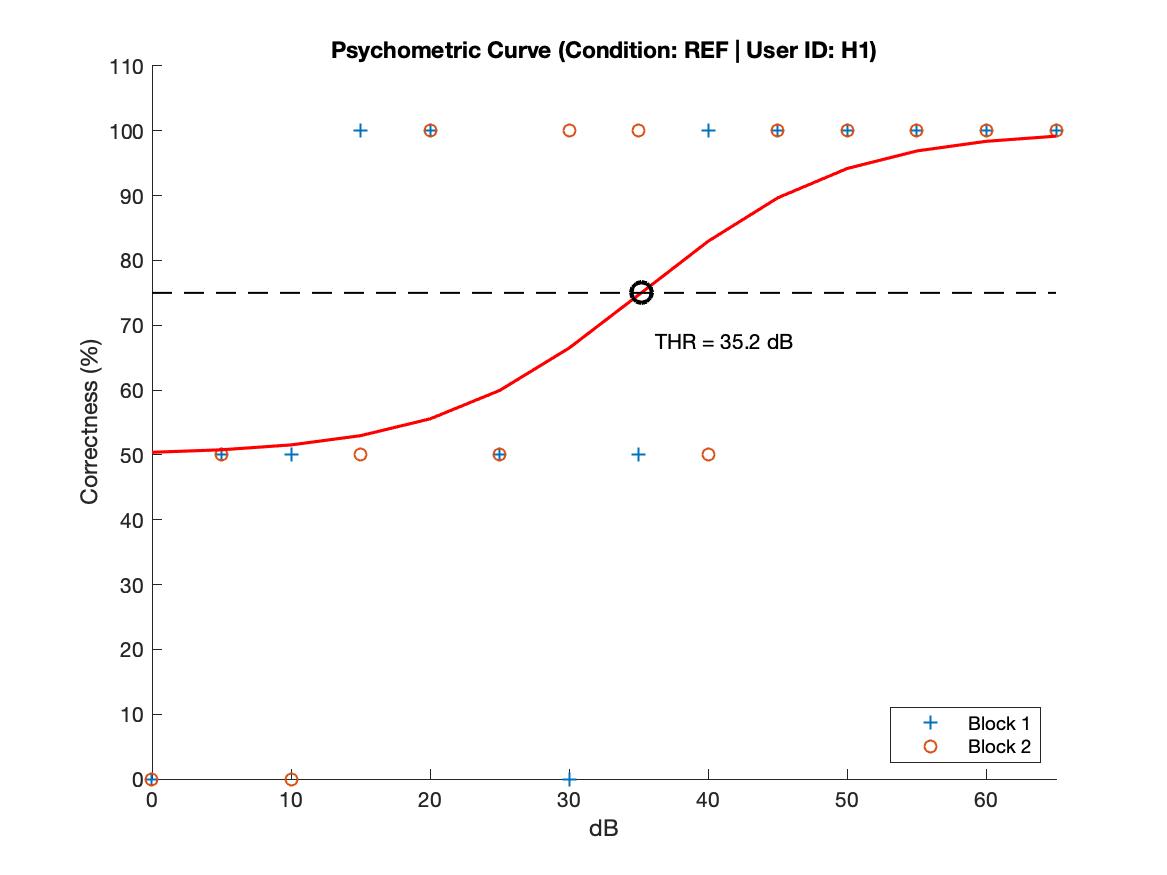 Psychometric Curve (Condition: REF | User ID: H1)
110
100
90
80
70
60
50
40
30
20
10
0
Correctness (%)
THR = 35.2 dB
Block 1
Block 2
0 10 20 30 40 50 60
dB